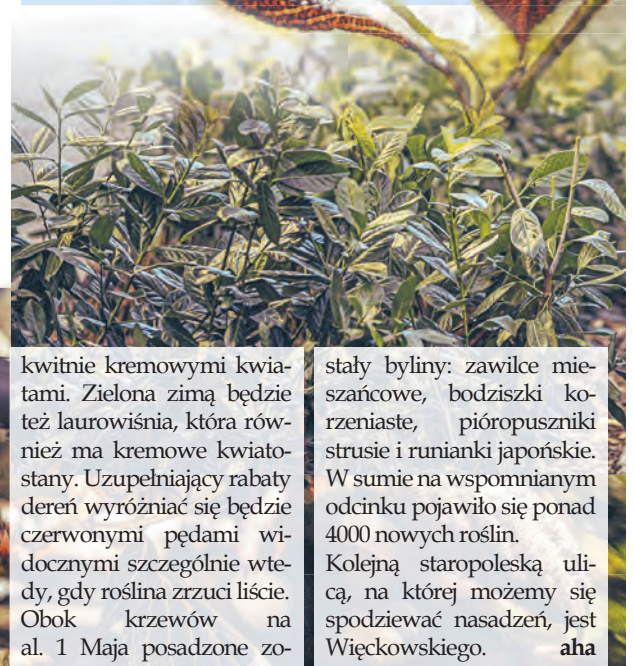 kwitnie kremowymi kwia-
tami. Zielona zimą będzie
też laurowiśnia, która rów-
nież ma kremowe kwiato-
stany. Uzupełniający rabaty
dereń wyróżniać się będzie
czerwonymi pędami wi-
docznymi szczególnie wte-
dy, gdy roślina zrzuci liście.
Obok krzewów na
al. 1 Maja posadzone zo-
stały byliny: zawilce mie-
szańcowe, bodziszki ko-
rzeniaste, pióropuszniki
strusie i runianki japońskie.
W sumie na wspomnianym
odcinku pojawiło się ponad
4000 nowych roślin.
Kolejną staropoleską uli-
cą, na której możemy się
spodziewać nasadzeń, jest
Więckowskiego. aha